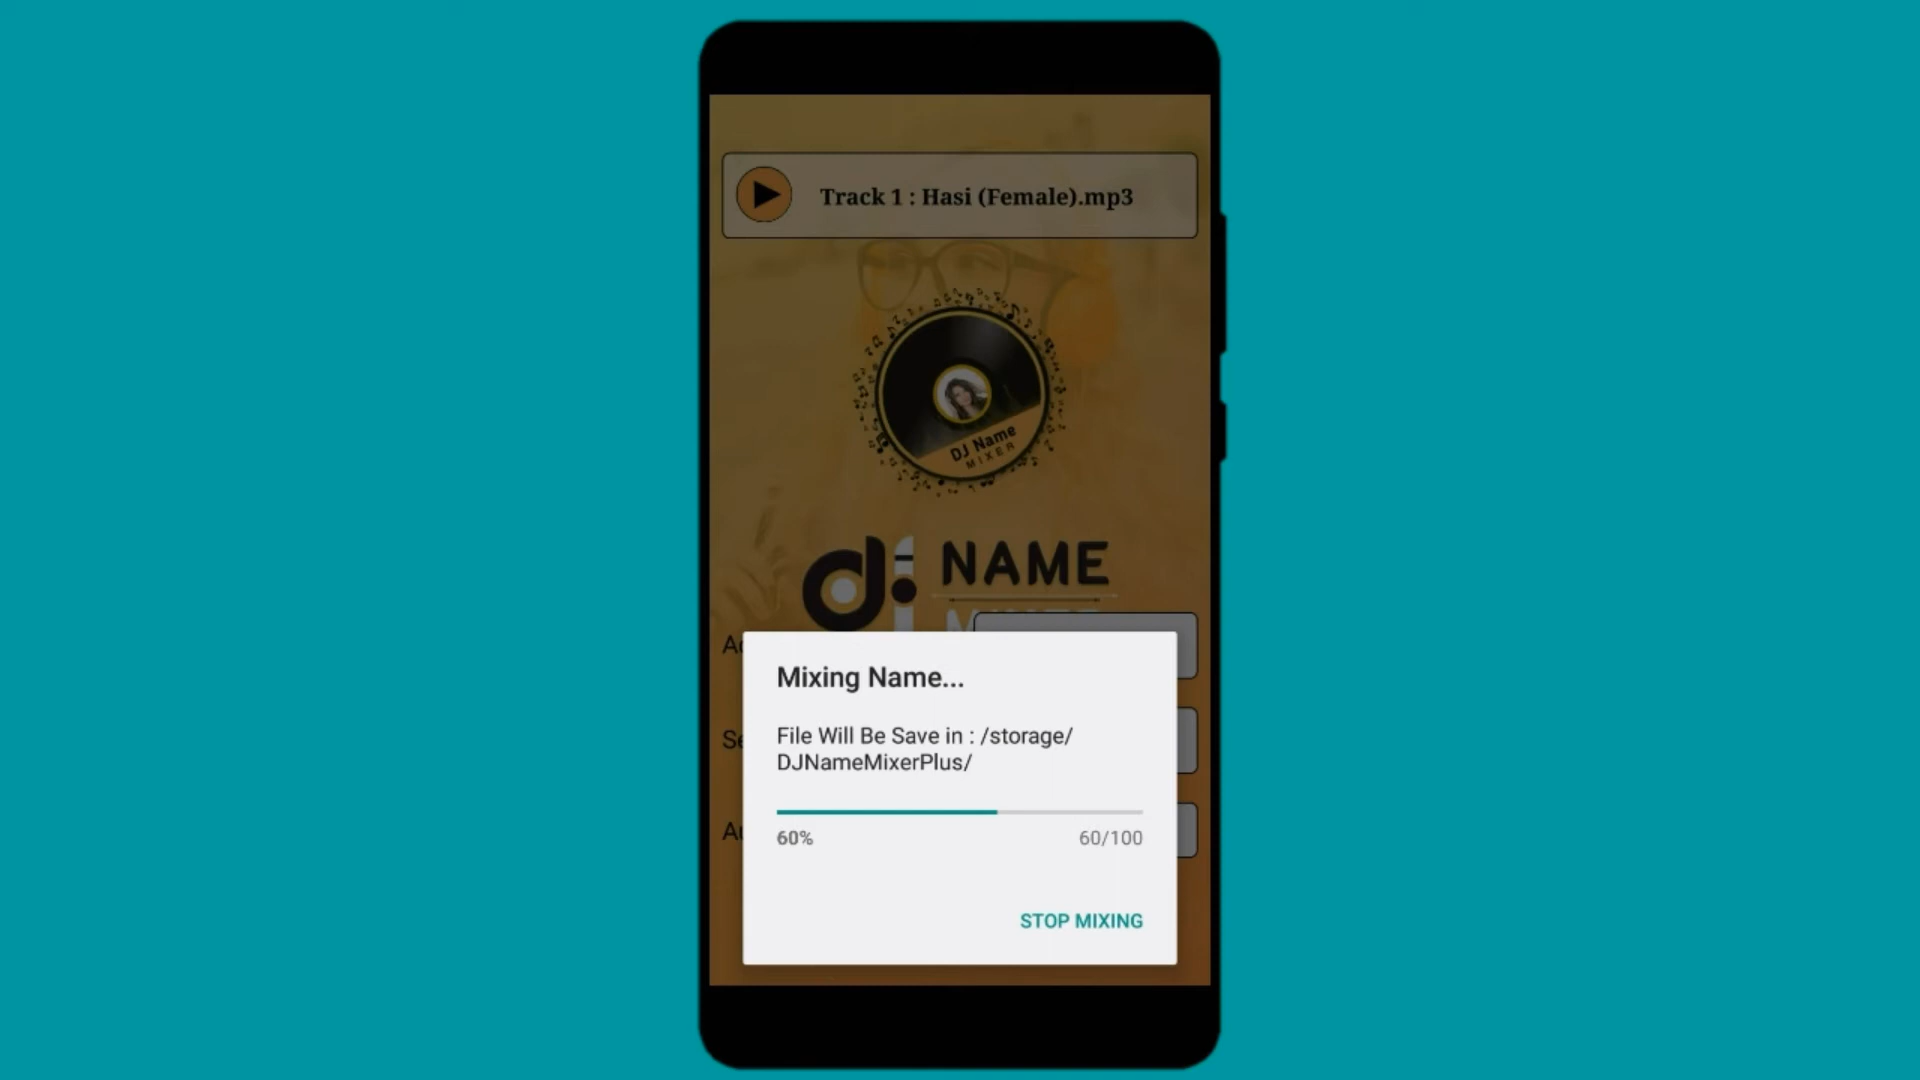 Track 1 : Hasi (Female).mp3
DJ Name
MIXER
dj NAME
Mixing Name...
File Will Be Save in : /storage/
DJNameMixerPlus/
60% 60/100
STOP MIXING